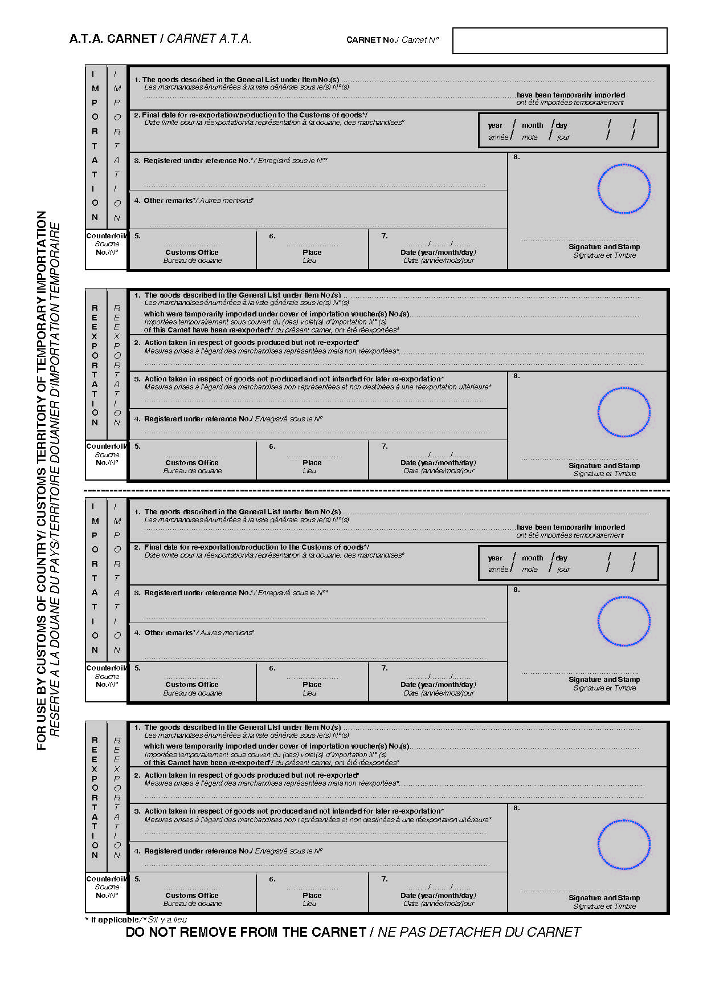 A.T.A. CARNET / CARNET A.T.A.
CARNET No./ Carnet N°
FOR USE BY CUSTOMS OF COUNTRY/ CUSTOMS TERRITORY OF TEMPORARY IMPORTATION
RESERVE A LA DOUANE DU PAYS/TERRITOIRE DOUANIER D'IMPORTATION TEMPORAIRE
IMPORTATATION
IMPORTATION
1. The goods described in the General List under Item No.(s)
Les marchandises énumérées à la liste générale sous le(s) N°(s)
have been temporarily imported
ont été importées temporairement
2. Final date for re-exportation/production to the Customs of goods*/
Date limite pour la réexportation/la représentation à la douane, des marchandises*
year / month / day / /
année / mois / jour / /
3. Registered under reference No.*/ Enregistré sous le N°*
4. Other remarks*/ Autres mentions*
8.
Counterfoil/ 5. 6. 7.
Souche ......................../........./........
No./N° Customs Office Place Date (year/month/day) Signature and Stamp
Bureau de douane Lieu Date (année/mois/jour Signature et Timbre
REEXPORTATION
REEXPORTATION
1. The goods described in the General List under Item No.(s)
Les marchandises énumérées à la liste générale sous le(s) N°(s)
which were temporarily imported under cover of importation voucher(s) No.(s)
Importées temporairement sous couvert du (des) volet(s) d'importation N° (s)
of this Carnet have been re-exported*/ du présent carnet, ont été réexportées*
2. Action taken in respect of goods produced but not re-exported*
Mesures prises à l'égard des marchandises représentées mais non réexportées*
3. Action taken in respect of goods not produced and not intended for later re-exportation*
Mesures prises à l'égard des marchandises non représentées et non destinées à une réexportation ultérieure*
4. Registered under reference No./ Enregistré sous le N°
8.
Counterfoil/ 5. 6. 7.
Souche ......................../........./........
No./N° Customs Office Place Date (year/month/day) Signature and Stamp
Bureau de douane Lieu Date (année/mois/jour Signature et Timbre
IMPORTATION
IMPORTATION
1. The goods described in the General List under Item No.(s)
Les marchandises énumérées à la liste générale sous le(s) N°(s)
have been temporarily imported
ont été importées temporairement
2. Final date for re-exportation/production to the Customs of goods*/
Date limite pour la réexportation/la représentation à la douane, des marchandises*
year / month / day / /
année / mois / jour / /
3. Registered under reference No.*/ Enregistré sous le N°*
4. Other remarks*/ Autres mentions*
8.
Counterfoil/ 5. 6. 7.
Souche ......................../........./........
No./N° Customs Office Place Date (year/month/day) Signature and Stamp
Bureau de douane Lieu Date (année/mois/jour Signature et Timbre
REEXPORTATION
REEXPORTATION
1. The goods described in the General List under Item No.(s)
Les marchandises énumérées à la liste générale sous le(s) N°(s)
which were temporarily imported under cover of importation voucher(s) No.(s)
Importées temporairement sous couvert du (des) volet(s) d'importation N° (s)
of this Carnet have been re-exported*/ du présent carnet, ont été réexportées*
2. Action taken in respect of goods produced but not re-exported*
Mesures prises à l'égard des marchandises représentées mais non réexportées*
3. Action taken in respect of goods not produced and not intended for later re-exportation*
Mesures prises à l'égard des marchandises non représentées et non destinées à une réexportation ultérieure*
4. Registered under reference No./ Enregistré sous le N°
8.
Counterfoil/ 5. 6. 7.
Souche ......................../........./........
No./N° Customs Office Place Date (year/month/day) Signature and Stamp
Bureau de douane Lieu Date (année/mois/jour Signature et Timbre
* If applicable/* S'il y a lieu
DO NOT REMOVE FROM THE CARNET / NE PAS DETACHER DU CARNET